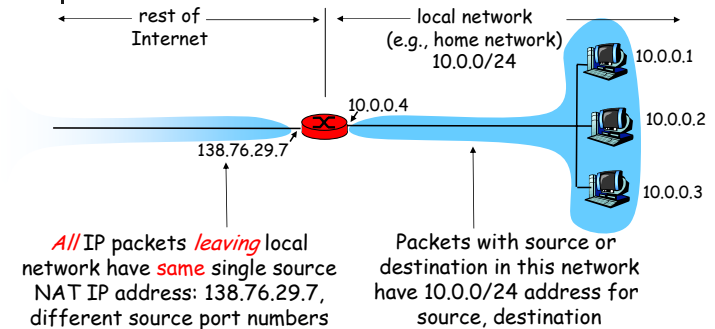 rest of
Internet
local network
(e.g., home network)
10.0.0/24
10.0.0.1
10.0.0.4
10.0.0.2
138.76.29.7
10.0.0.3
All IP packets leaving local
network have same single source
NAT IP address: 138.76.29.7,
different source port numbers
Packets with source or
destination in this network
have 10.0.0/24 address for
source, destination